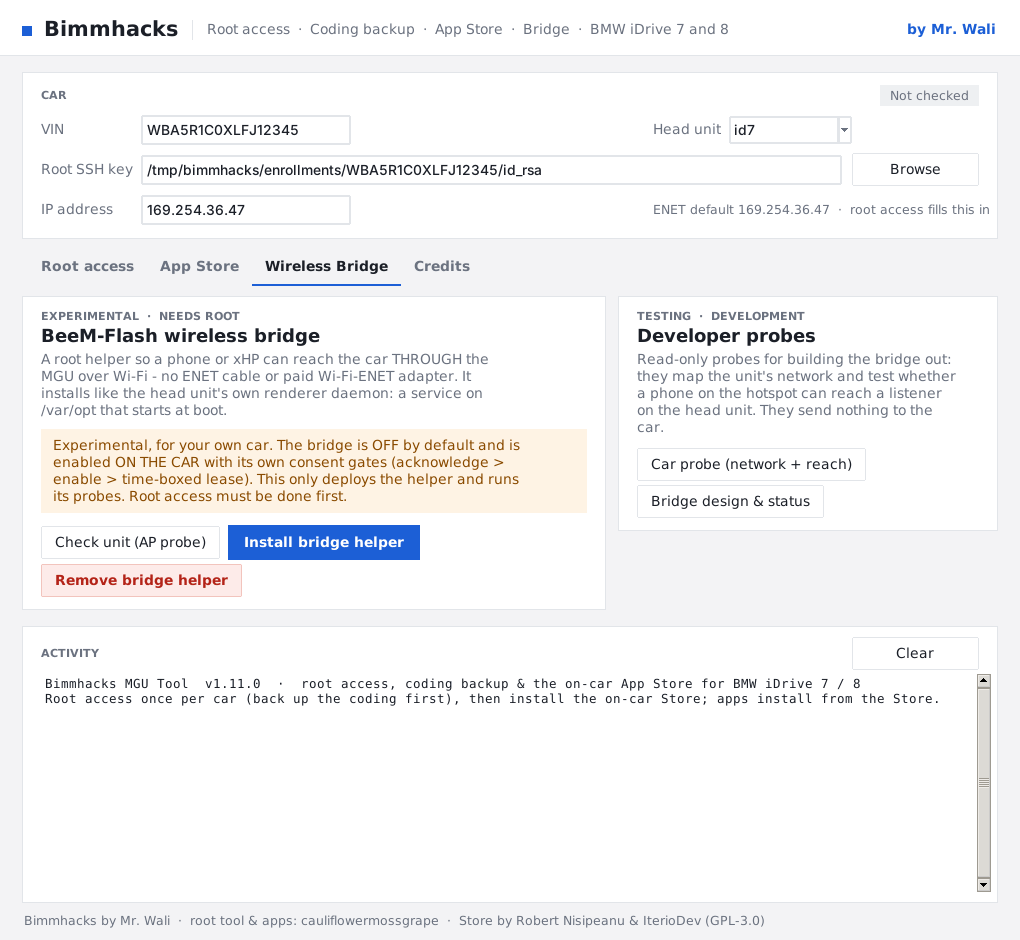 Bimmhacks
Root access · Coding backup · App Store · Bridge · BMW iDrive 7 and 8
by Mr. Wali
CAR
Not checked
VIN
WBA5R1C0XLFJ12345
Head unit
id7
Root SSH key
/tmp/bimmhacks/enrollments/WBA5R1C0XLFJ12345/id_rsa
Browse
IP address
169.254.36.47
ENET default 169.254.36.47 · root access fills this in
Root access
App Store
Wireless Bridge
Credits
EXPERIMENTAL · NEEDS ROOT
BeeM-Flash wireless bridge
A root helper so a phone or xHP can reach the car THROUGH the
MGU over Wi-Fi - no ENET cable or paid Wi-Fi-ENET adapter. It
installs like the head unit's own renderer daemon: a service on
/var/opt that starts at boot.
Experimental, for your own car. The bridge is OFF by default and is
enabled ON THE CAR with its own consent gates (acknowledge >
enable > time-boxed lease). This only deploys the helper and runs
its probes. Root access must be done first.
Check unit (AP probe)
Install bridge helper
Remove bridge helper
TESTING · DEVELOPMENT
Developer probes
Read-only probes for building the bridge out:
they map the unit's network and test whether
a phone on the hotspot can reach a listener
on the head unit. They send nothing to the
car.
Car probe (network + reach)
Bridge design & status
ACTIVITY
Clear
Bimmhacks MGU Tool v1.11.0 · root access, coding backup & the on-car App Store for BMW iDrive 7 / 8
Root access once per car (back up the coding first), then install the on-car Store; apps install from the Store.
Bimmhacks by Mr. Wali · root tool & apps: cauliflowermossgrape · Store by Robert Nisipeanu & IterioDev (GPL-3.0)